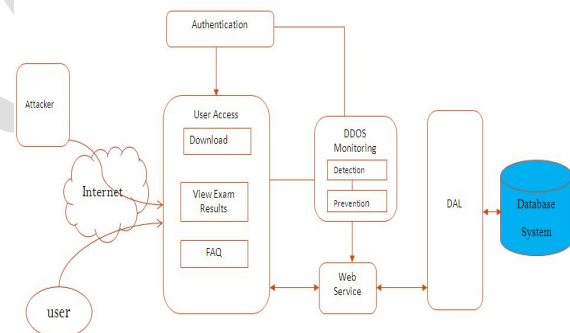 Authentication
Attacker
User Access
Download
DDOS
Monitoring
Detection
Prevention
Internet
View Exam
Results
FAQ
DAL
Database
System
Web
Service
user